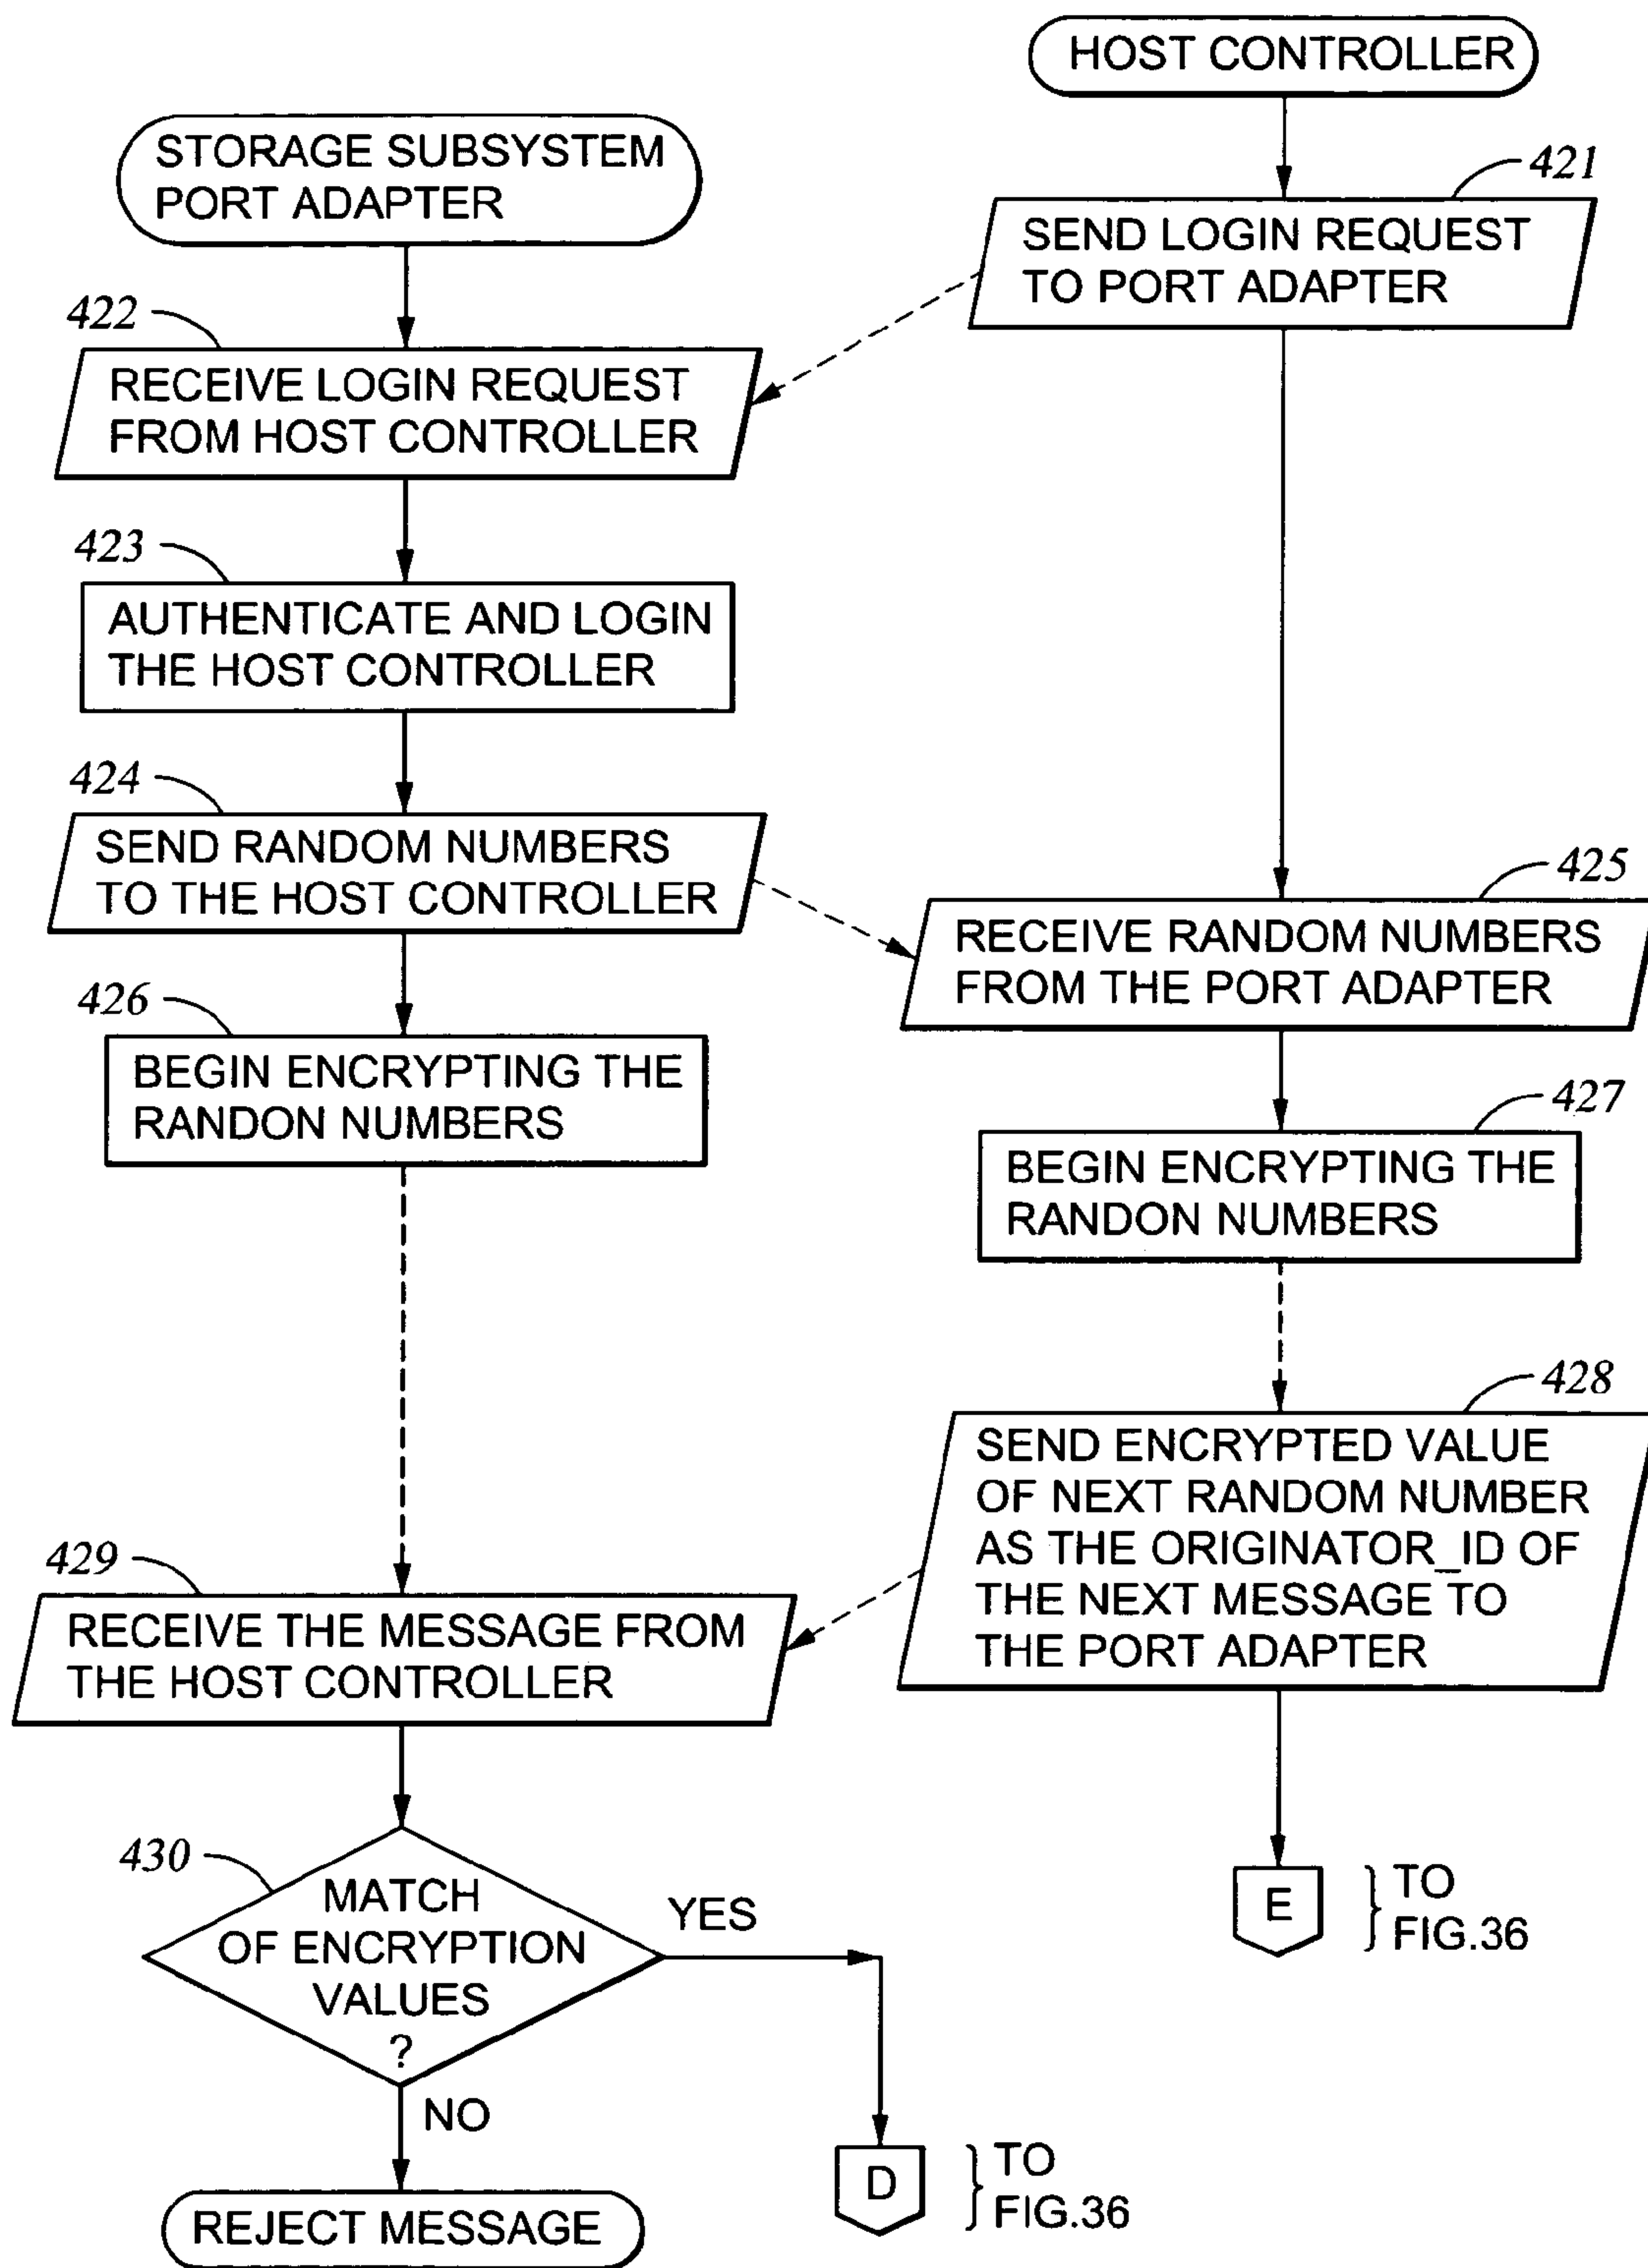 HOST CONTROLLER
STORAGE SUBSYSTEM
PORT ADAPTER
421
SEND LOGIN REQUEST
TO PORT ADAPTER
422
RECEIVE LOGIN REQUEST
FROM HOST CONTROLLER
423
AUTHENTICATE AND LOGIN
THE HOST CONTROLLER
424
SEND RANDOM NUMBERS
TO THE HOST CONTROLLER
425
RECEIVE RANDOM NUMBERS
FROM THE PORT ADAPTER
426
BEGIN ENCRYPTING THE
RANDON NUMBERS
427
BEGIN ENCRYPTING THE
RANDON NUMBERS
428
SEND ENCRYPTED VALUE
OF NEXT RANDOM NUMBER
AS THE ORIGINATOR_ID OF
THE NEXT MESSAGE TO
THE PORT ADAPTER
429
RECEIVE THE MESSAGE FROM
THE HOST CONTROLLER
430
MATCH
OF ENCRYPTION
VALUES
?
YES
NO
E
TO
FIG.36
D
TO
FIG.36
REJECT MESSAGE